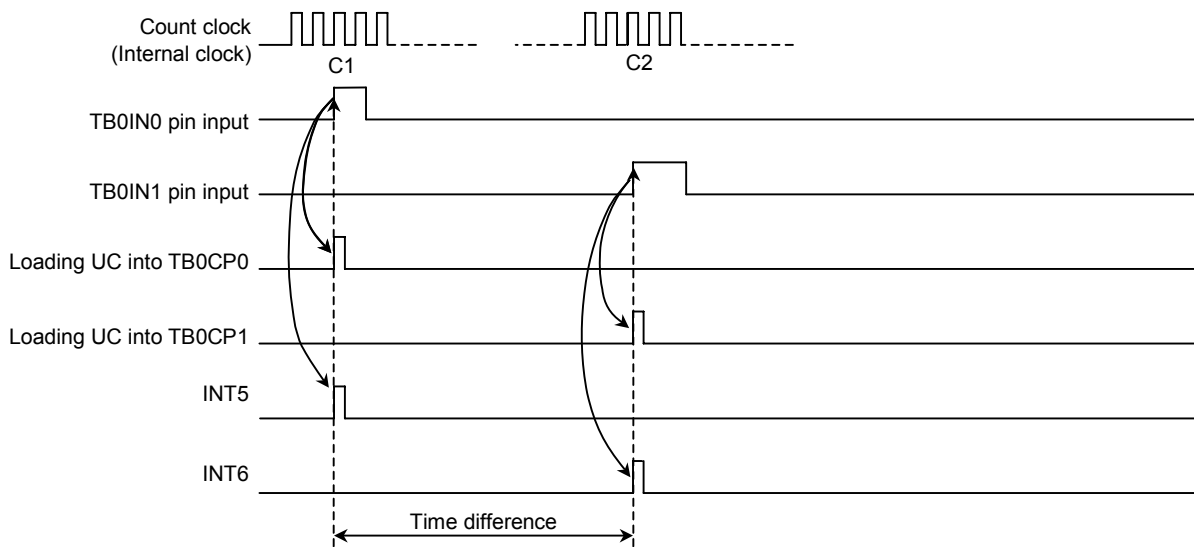 Count clock
(Internal clock)
C1
C2
TB0IN0 pin input
TB0IN1 pin input
Loading UC into TB0CP0
Loading UC into TB0CP1
INT5
INT6
Time difference